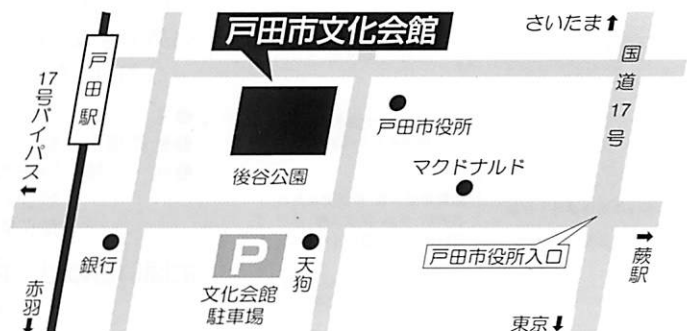 戸田市文化会館
さいたま↑
国道17号
戸田駅
17号バイパス←
戸田市役所
後谷公園
マクドナルド
銀行
P
文化会館
駐車場
天狗
戸田市役所入口
→蕨駅
赤羽↓
東京↓